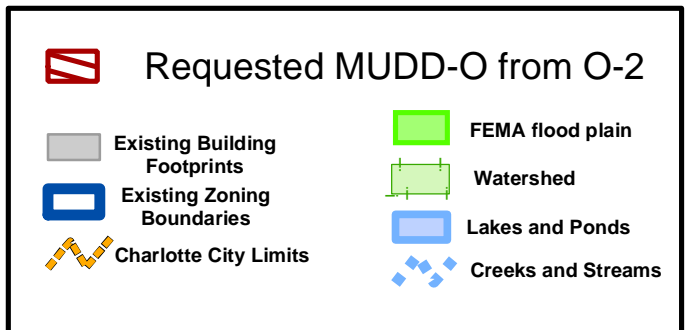 Requested MUDD-O from O-2
Existing Building
Footprints
Existing Zoning
Boundaries
Charlotte City Limits
FEMA flood plain
Watershed
Lakes and Ponds
Creeks and Streams